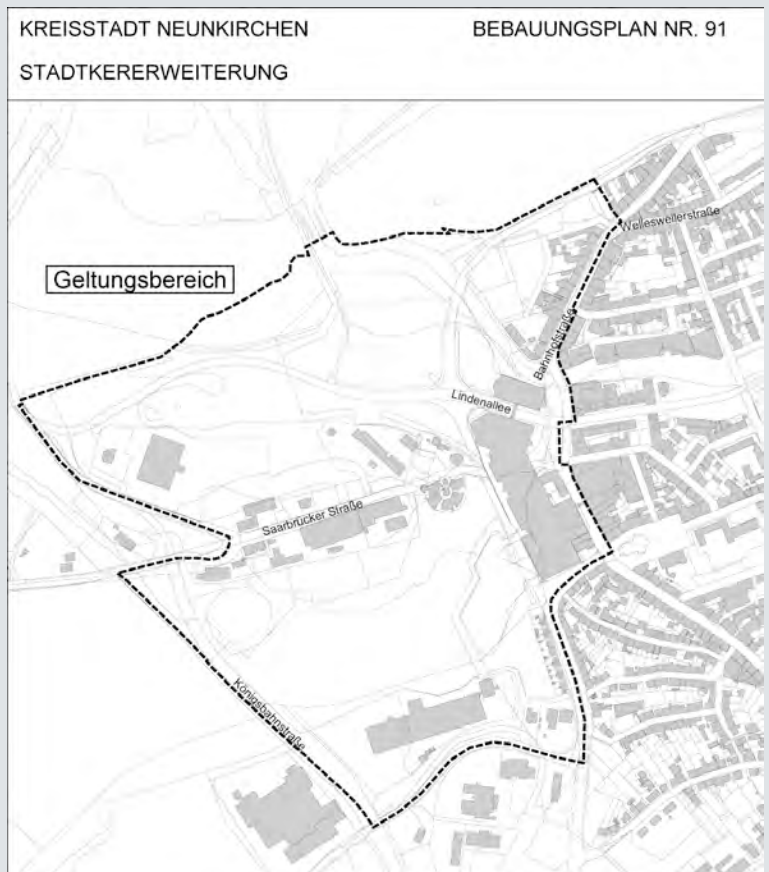 KREISSTADT NEUNKIRCHEN
BEBAUUNGSPLAN NR. 91
STADTKERERWEITERUNG
Wellesweilerstraße
Geltungsbereich
Bahnhofstraße
Lindenallee
Saarbrücker Straße
Königsbahnstraße